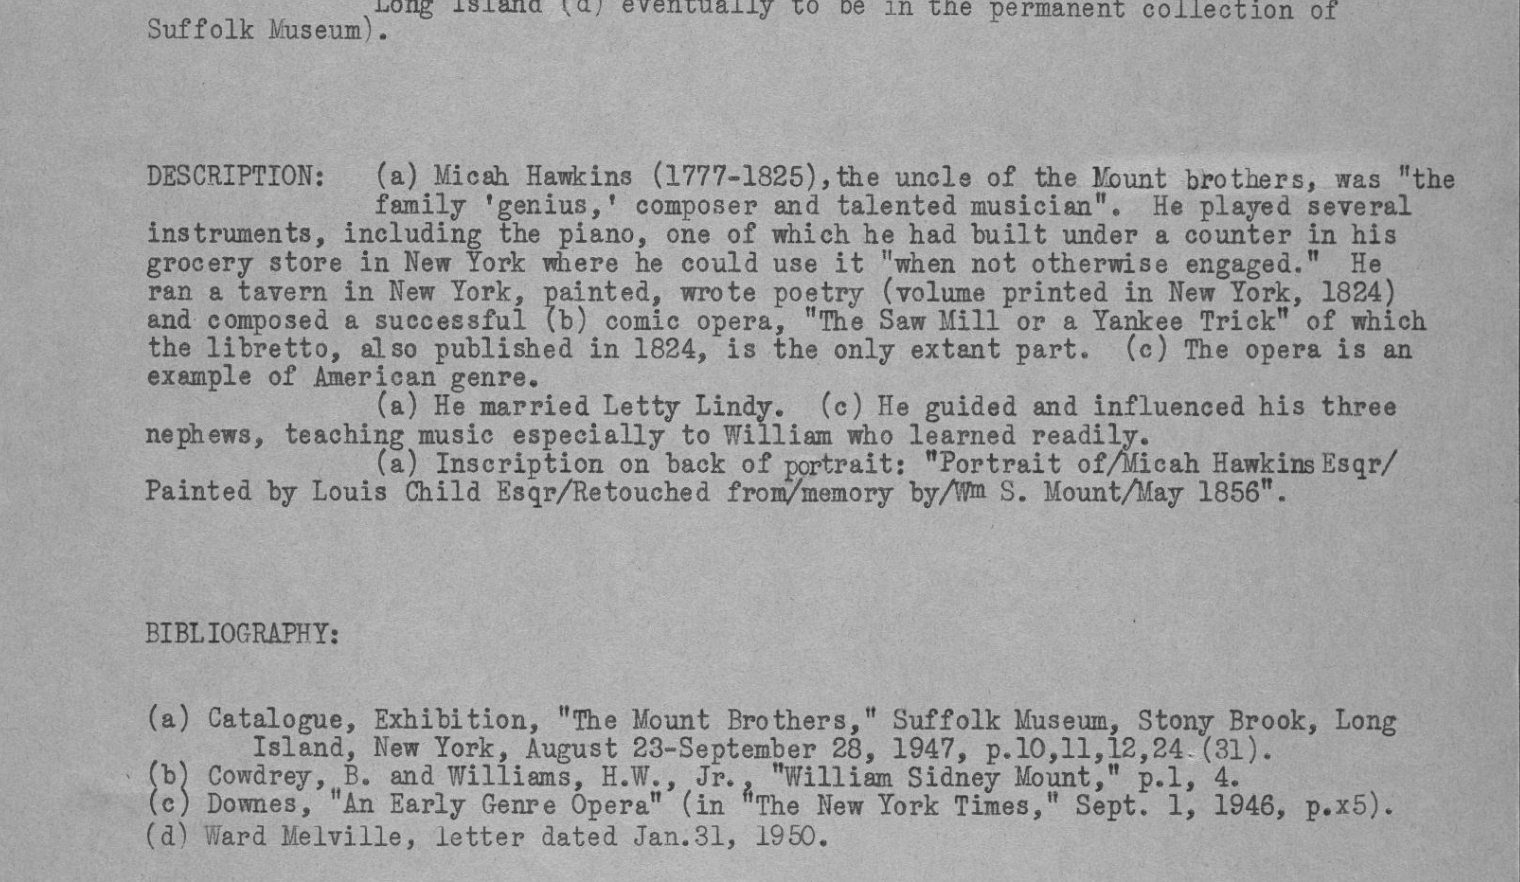 Long Island (d) eventually to be in the permanent collection of
Suffolk Museum).
DESCRIPTION: (a) Micah Hawkins (1777-1825),the uncle of the Mount brothers, was "the
family 'genius,' composer and talented musician". He played several
instruments, including the piano, one of which he had built under a counter in his
grocery store in New York where he could use it "when not otherwise engaged." He
ran a tavern in New York, painted, wrote poetry (volume printed in New York, 1824)
and composed a successful (b) comic opera, "The Saw Mill or a Yankee Trick" of which
the libretto, also published in 1824, is the only extant part. (c) The opera is an
example of American genre.
(a) He married Letty Lindy. (c) He guided and influenced his three
nephews, teaching music especially to William who learned readily.
(a) Inscription on back of portrait: "Portrait of/Micah Hawkins Esqr/
Painted by Louis Child Esqr/Retouched from/memory by/Wm S. Mount/May 1856".
BIBLIOGRAPHY:
(a) Catalogue, Exhibition, "The Mount Brothers," Suffolk Museum, Stony Brook, Long
Island, New York, August 23-September 28, 1947, p.10,11,12,24.(31).
(b) Cowdrey, B. and Williams, H.W., Jr., "William Sidney Mount," p.1, 4.
(c) Downes, "An Early Genre Opera" (in "The New York Times," Sept. 1, 1946, p.x5).
(d) Ward Melville, letter dated Jan.31, 1950.